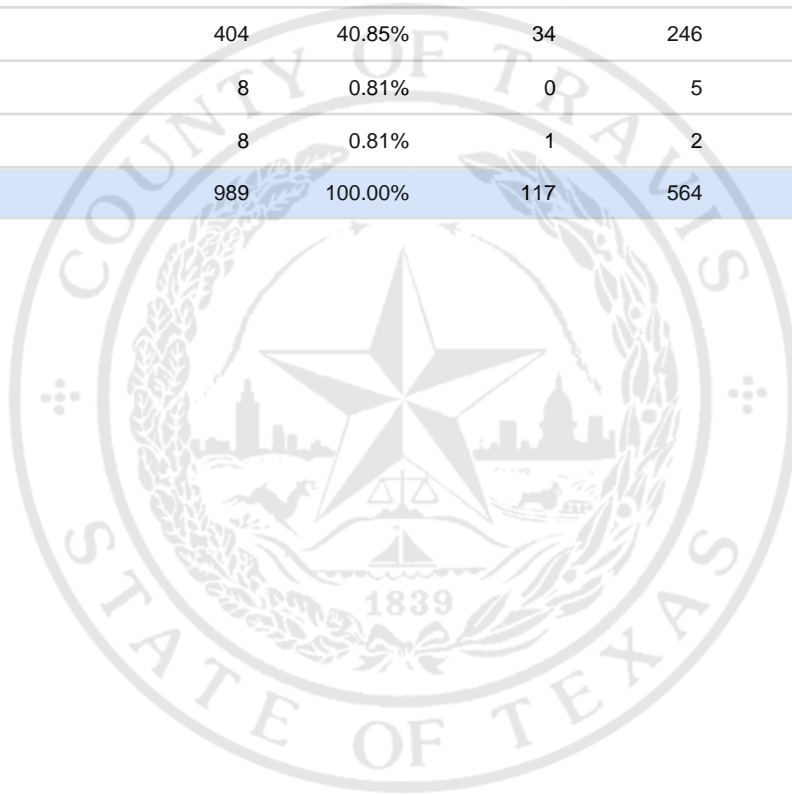 404 40.85% 34 246
8 0.81% 0 5
8 0.81% 1 2
989 100.00% 117 564
COUNTY OF TRAVIS
1839
STATE OF TEXAS